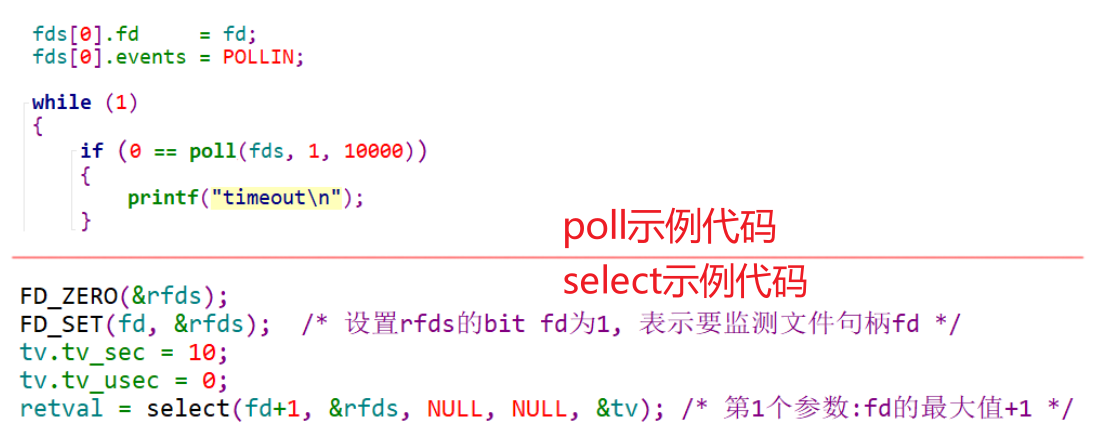 fds[0].fd     = fd;
fds[0].events = POLLIN;
while (1)
{
    if (0 == poll(fds, 1, 10000))
    {
        printf("timeout\n");
    }
poll示例代码
select示例代码
FD_ZERO(&rfds);
FD_SET(fd, &rfds);  /* 设置rfds的bit fd为1, 表示要监测文件句柄fd */
tv.tv_sec = 10;
tv.tv_usec = 0;
retval = select(fd+1, &rfds, NULL, NULL, &tv); /* 第1个参数:fd的最大值+1 */